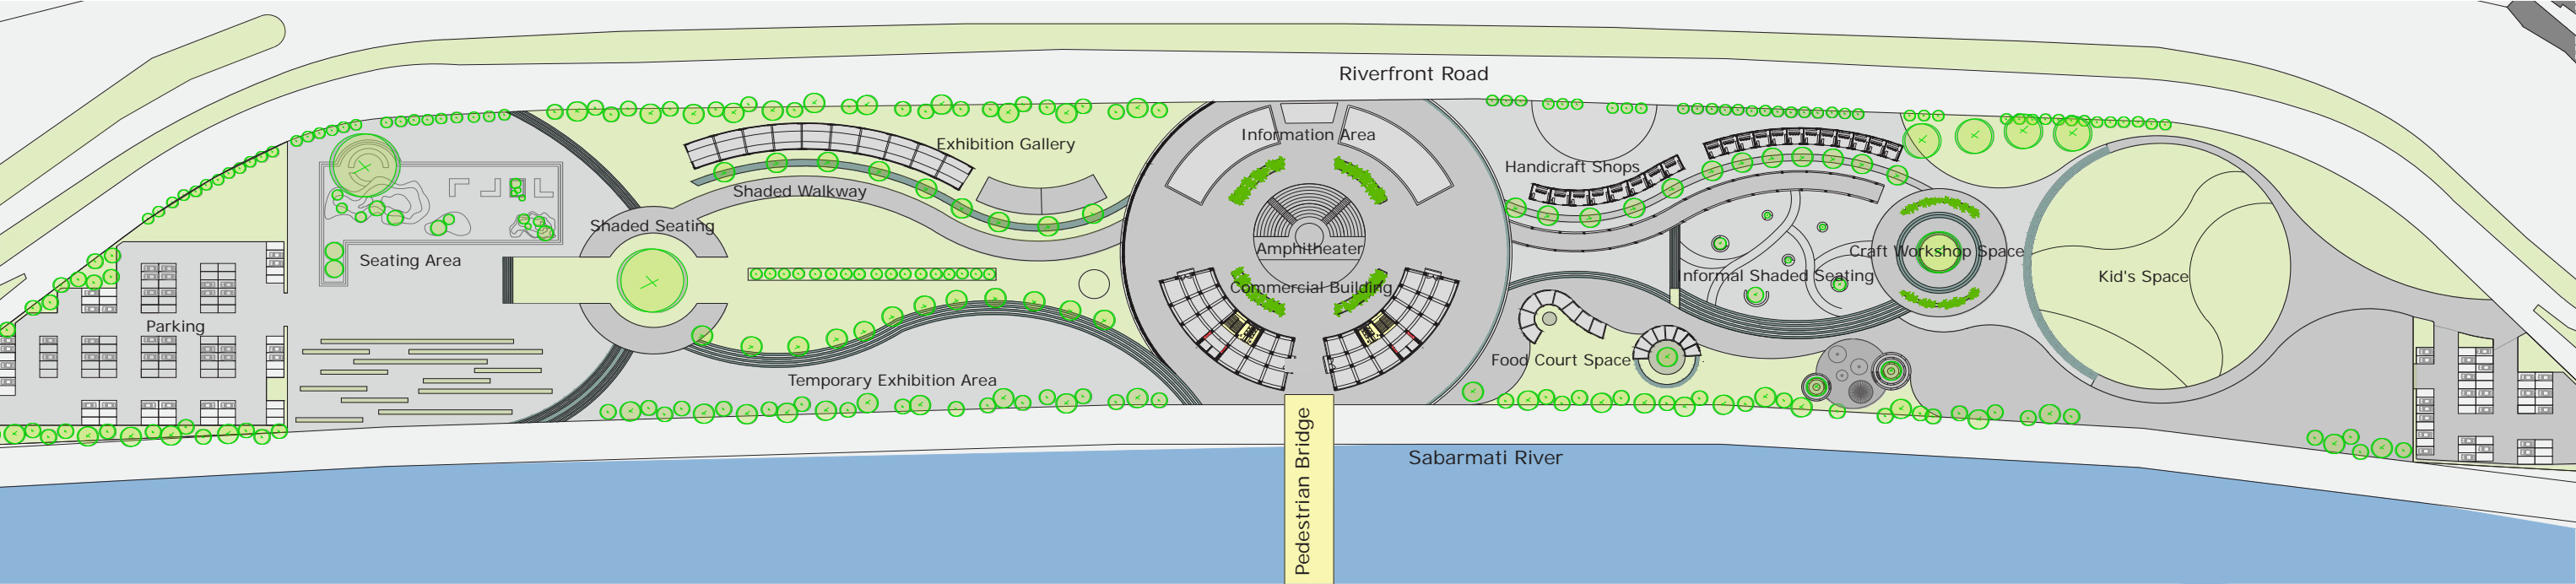 Riverfront Road
Information Area
Exhibition Gallery
Handicraft Shops
Shaded Walkway
Shaded Seating
Amphitheater
Craft Workshop Space
Seating Area
Informal Shaded Seating
Kid's Space
Commercial Building
Parking
Food Court Space
Temporary Exhibition Area
Sabarmati River
Pedestrian Bridge